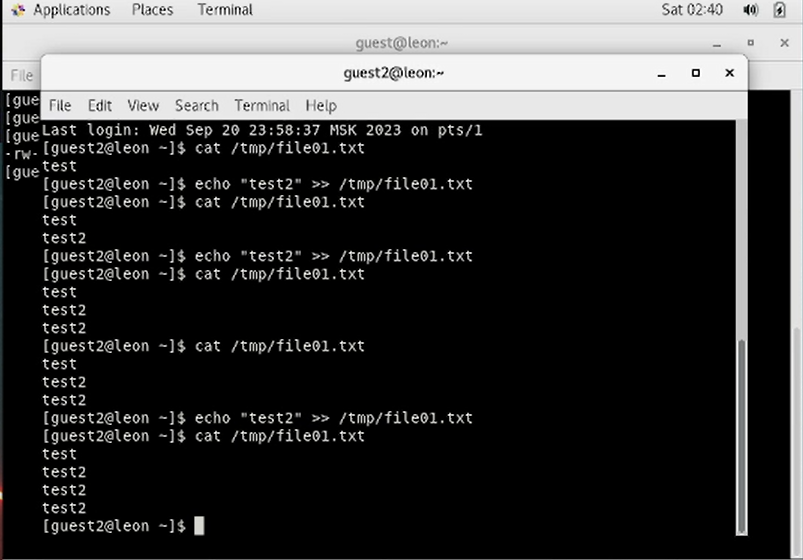 Applications Places Terminal Sat 02:40
guest@leon:~
File
guest2@leon:~
File Edit View Search Terminal Help
[gue
[gue
[gue
-rw-
[gue
Last login: Wed Sep 20 23:58:37 MSK 2023 on pts/1
[guest2@leon ~]$ cat /tmp/file01.txt
test
[guest2@leon ~]$ echo "test2" >> /tmp/file01.txt
[guest2@leon ~]$ cat /tmp/file01.txt
test
test2
[guest2@leon ~]$ echo "test2" >> /tmp/file01.txt
[guest2@leon ~]$ cat /tmp/file01.txt
test
test2
test2
[guest2@leon ~]$ cat /tmp/file01.txt
test
test2
test2
[guest2@leon ~]$ echo "test2" >> /tmp/file01.txt
[guest2@leon ~]$ cat /tmp/file01.txt
test
test2
test2
test2
[guest2@leon ~]$